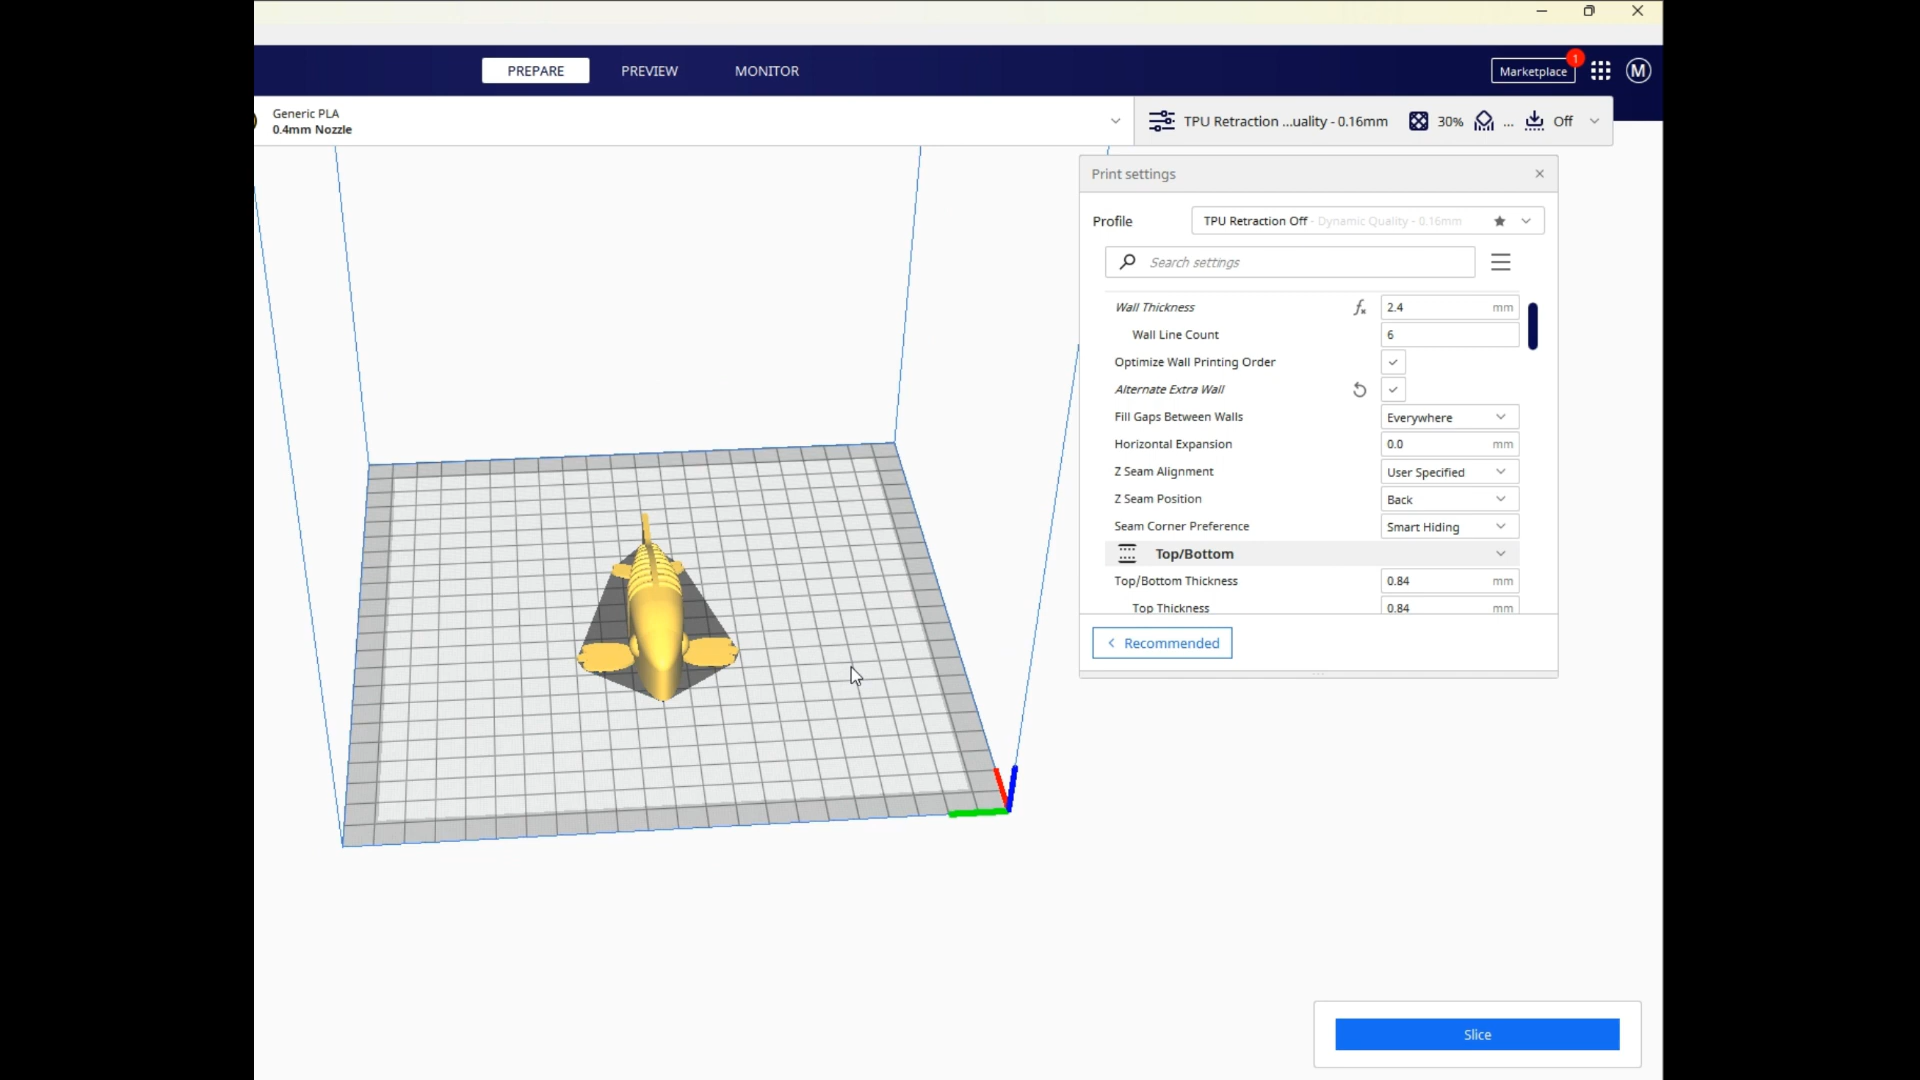 PREPARE PREVIEW MONITOR Marketplace 1 M
Generic PLA
0.4mm Nozzle
TPU Retraction ...uality - 0.16mm 30% ... Off
Print settings
Profile TPU Retraction Off - Dynamic Quality - 0.16mm
Search settings
Wall Thickness 2.4 mm
Wall Line Count 6
Optimize Wall Printing Order
Alternate Extra Wall
Fill Gaps Between Walls Everywhere
Horizontal Expansion 0.0 mm
Z Seam Alignment User Specified
Z Seam Position Back
Seam Corner Preference Smart Hiding
Top/Bottom
Top/Bottom Thickness 0.84 mm
Top Thickness 0.84 mm
Recommended
Slice